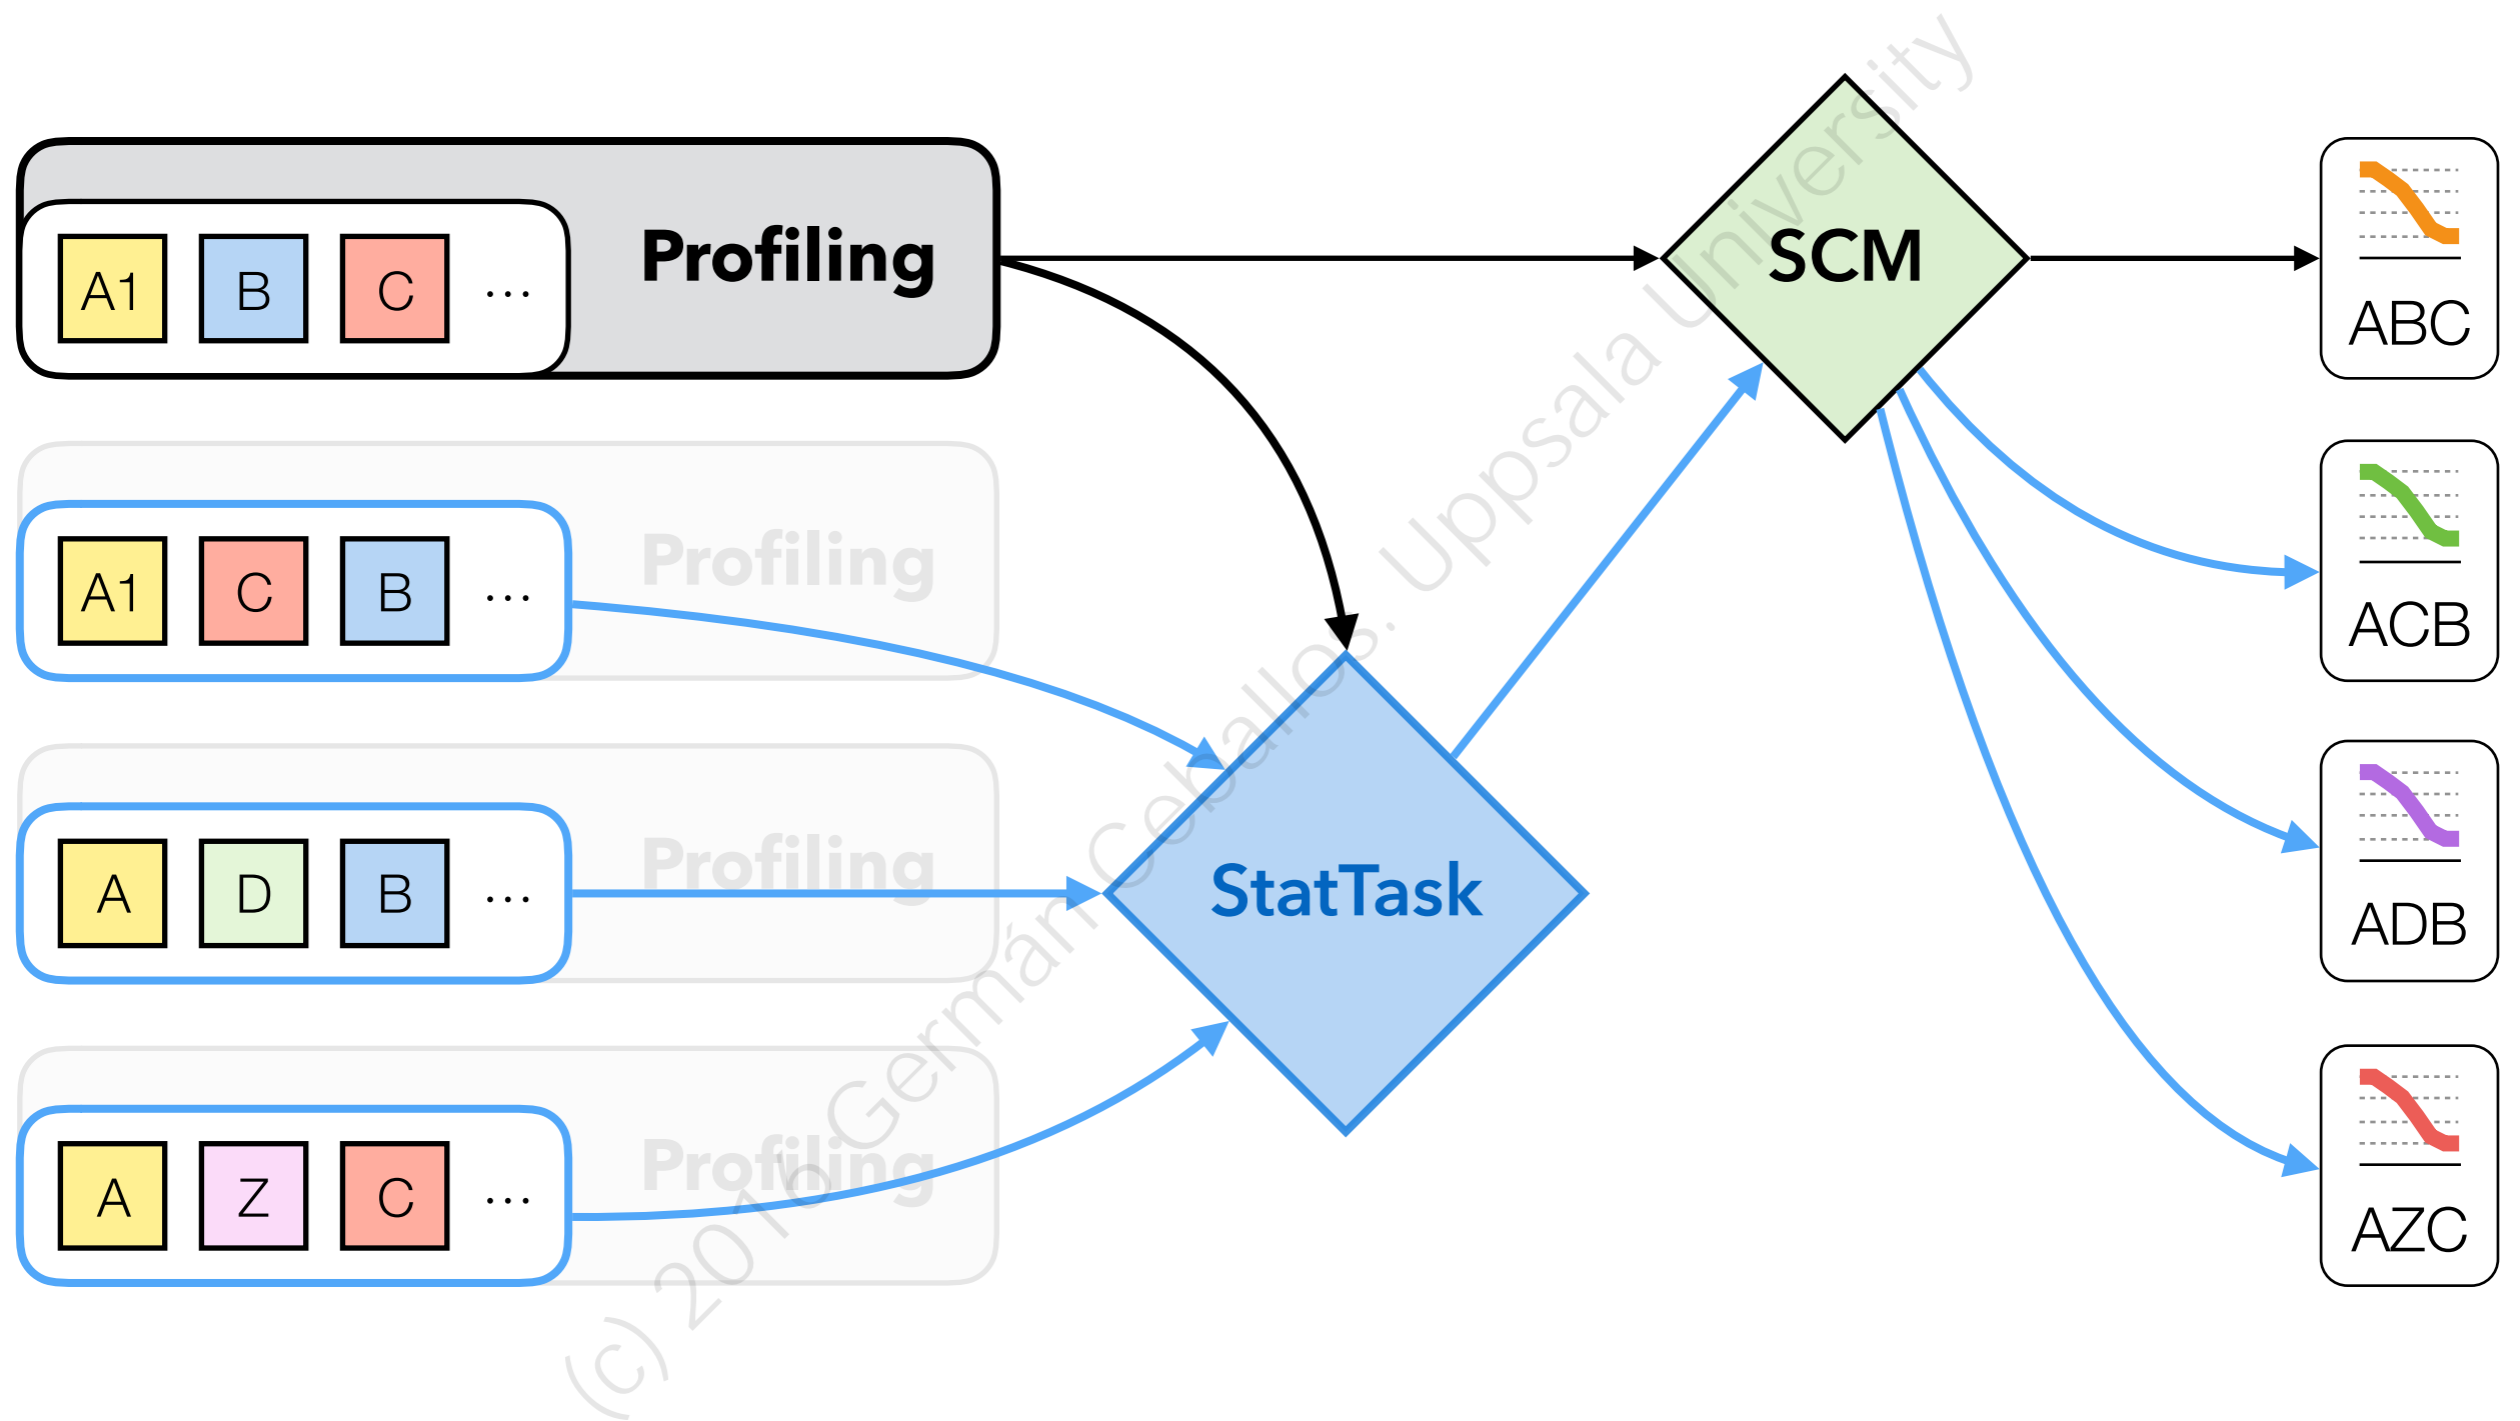 A1 B C ... Profiling
SCM
ABC
A1 C B ... Profiling
ACB
A D B ... Profiling
StatTask
ADB
A Z C ... Profiling
AZC
(c) 2016 Germán Ceballos. Uppsala University